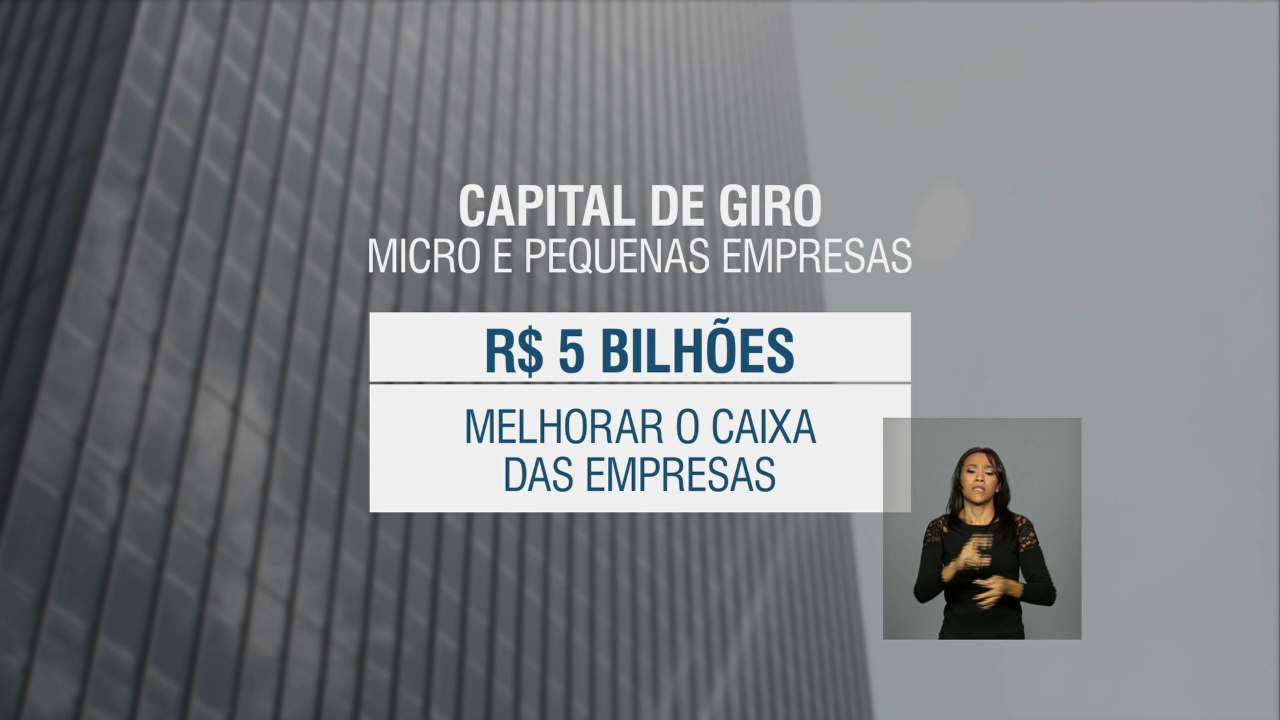 CAPITAL DE GIRO
MICRO E PEQUENAS EMPRESAS
R$ 5 BILHÕES
MELHORAR O CAIXA
DAS EMPRESAS